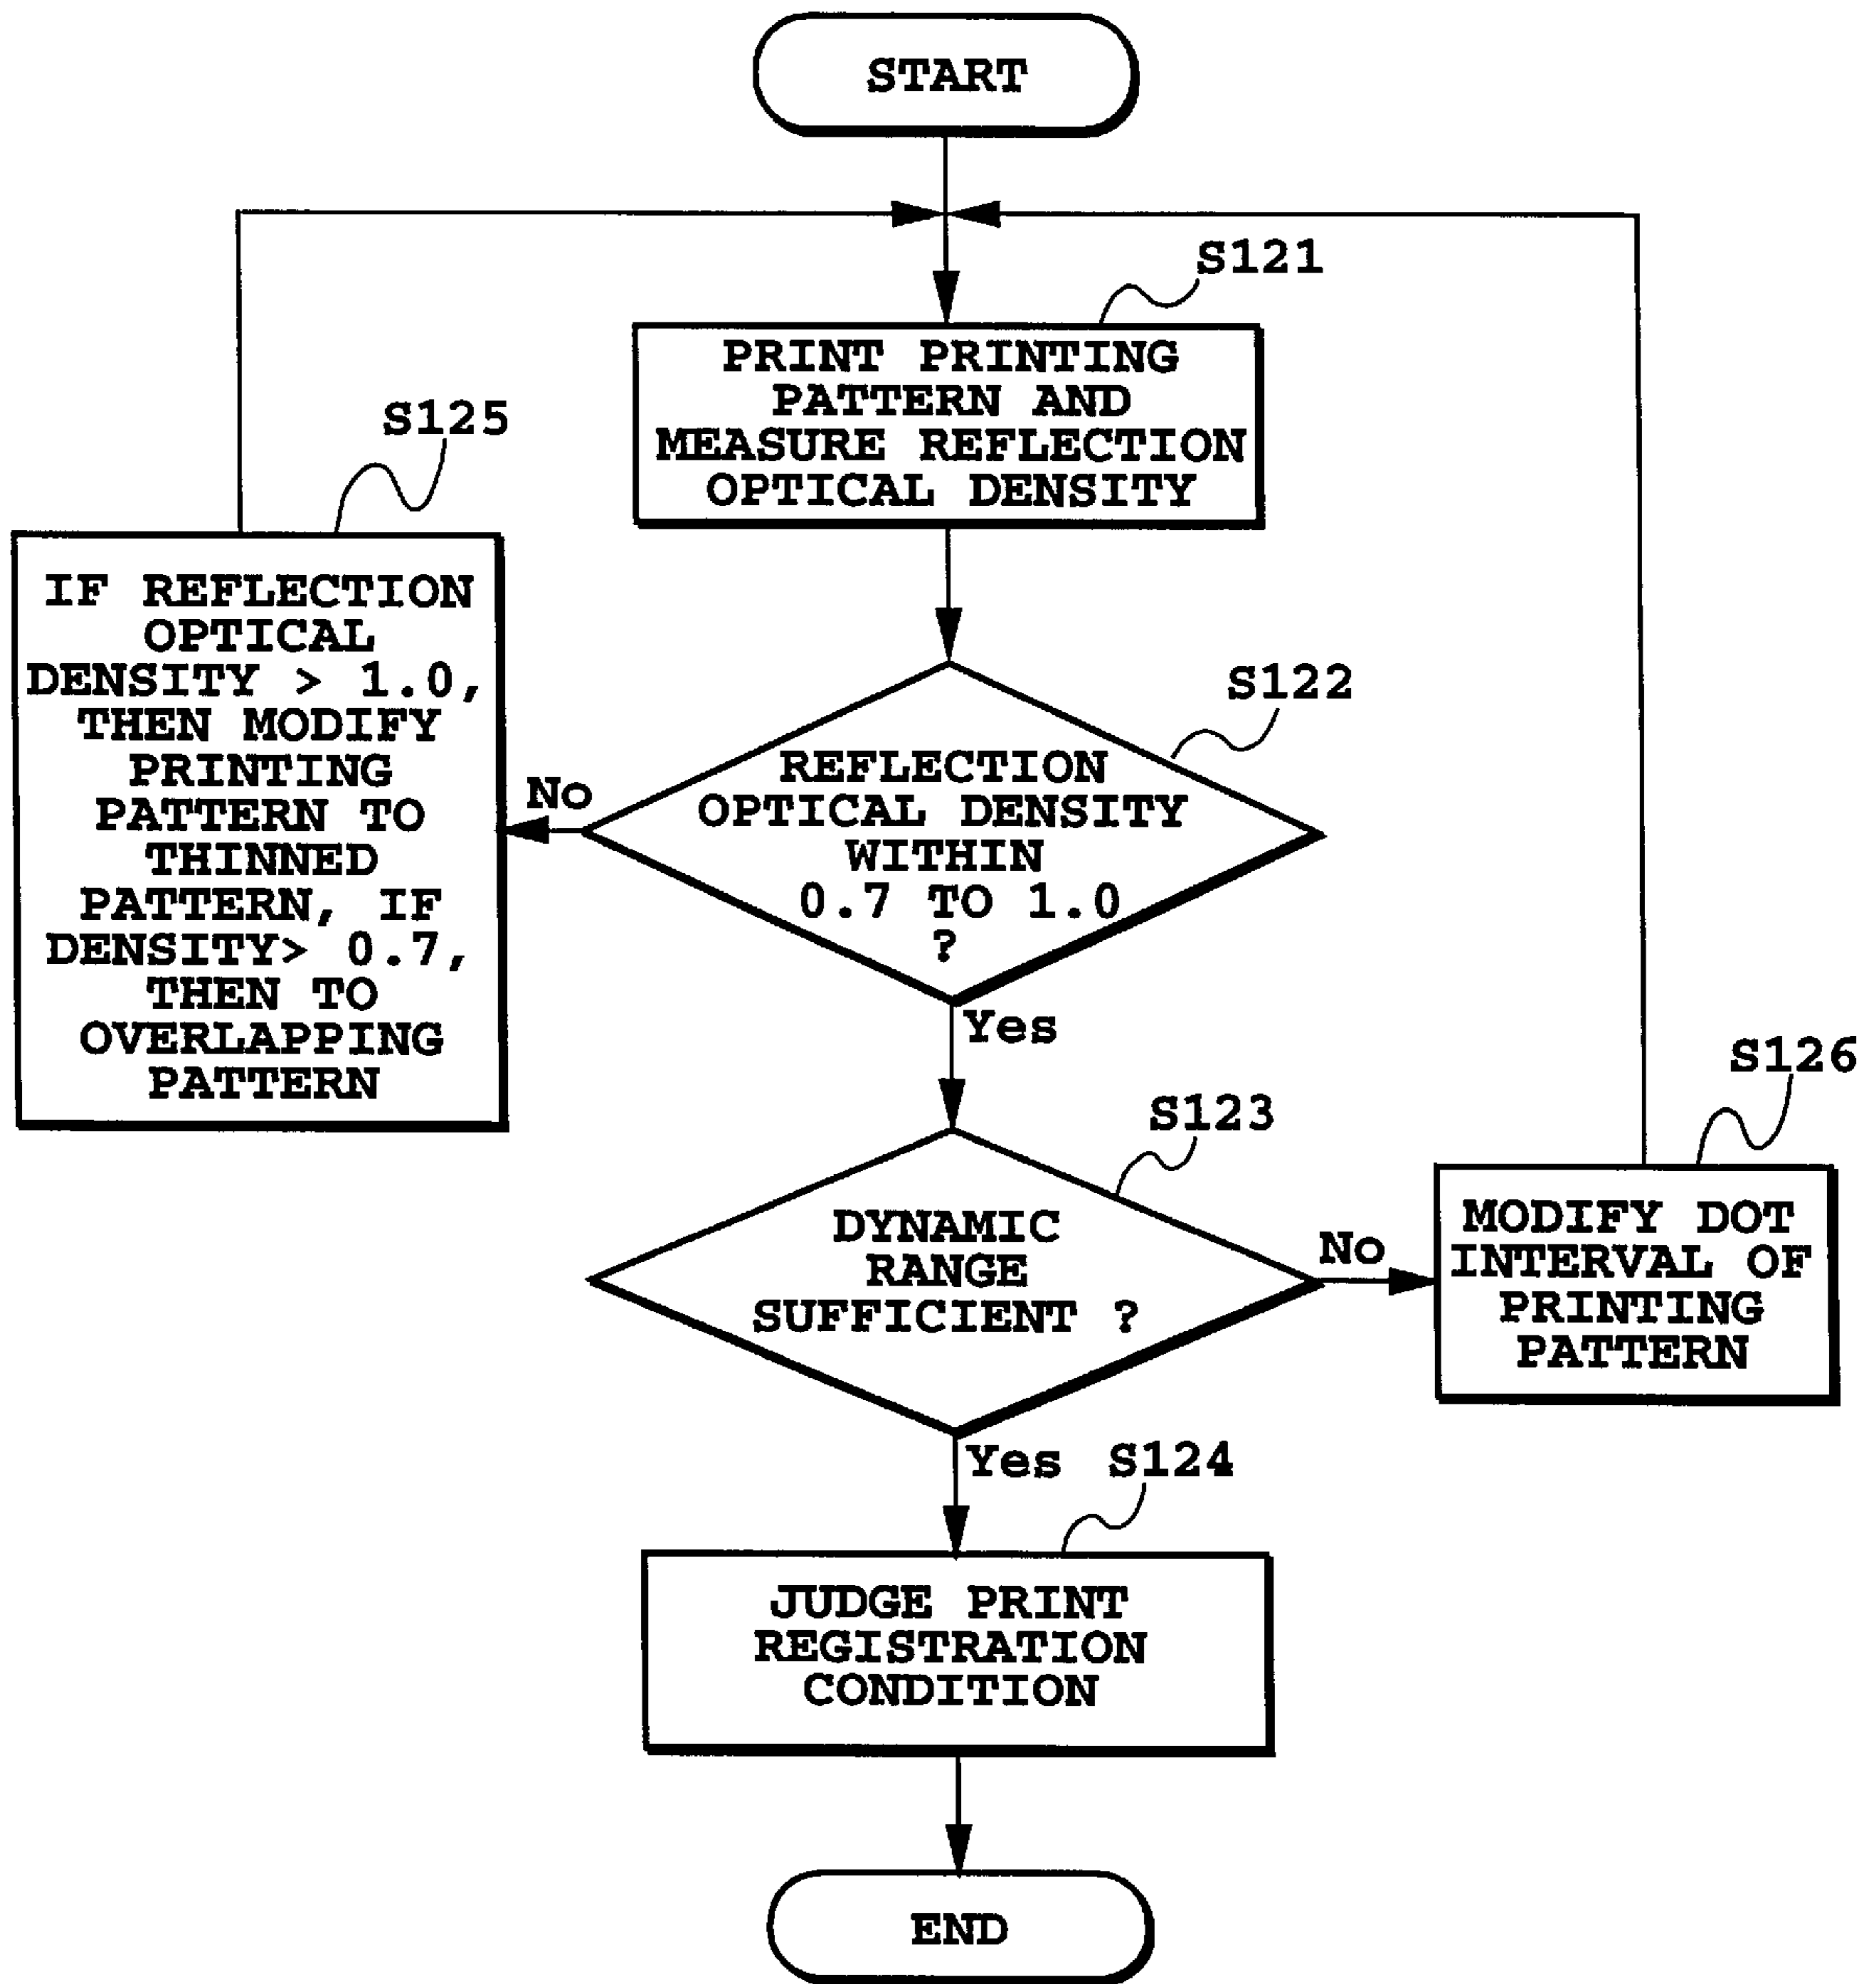 START
S121
PRINT PRINTING
PATTERN AND
MEASURE REFLECTION
OPTICAL DENSITY
S125
IF REFLECTION
OPTICAL
DENSITY > 1.0,
THEN MODIFY
PRINTING
PATTERN TO
THINNED
PATTERN, IF
DENSITY> 0.7,
THEN TO
OVERLAPPING
PATTERN
S122
REFLECTION
OPTICAL DENSITY
WITHIN
0.7 TO 1.0
?
No
Yes
S123
DYNAMIC
RANGE
SUFFICIENT ?
No
S126
MODIFY DOT
INTERVAL OF
PRINTING
PATTERN
Yes
S124
JUDGE PRINT
REGISTRATION
CONDITION
END